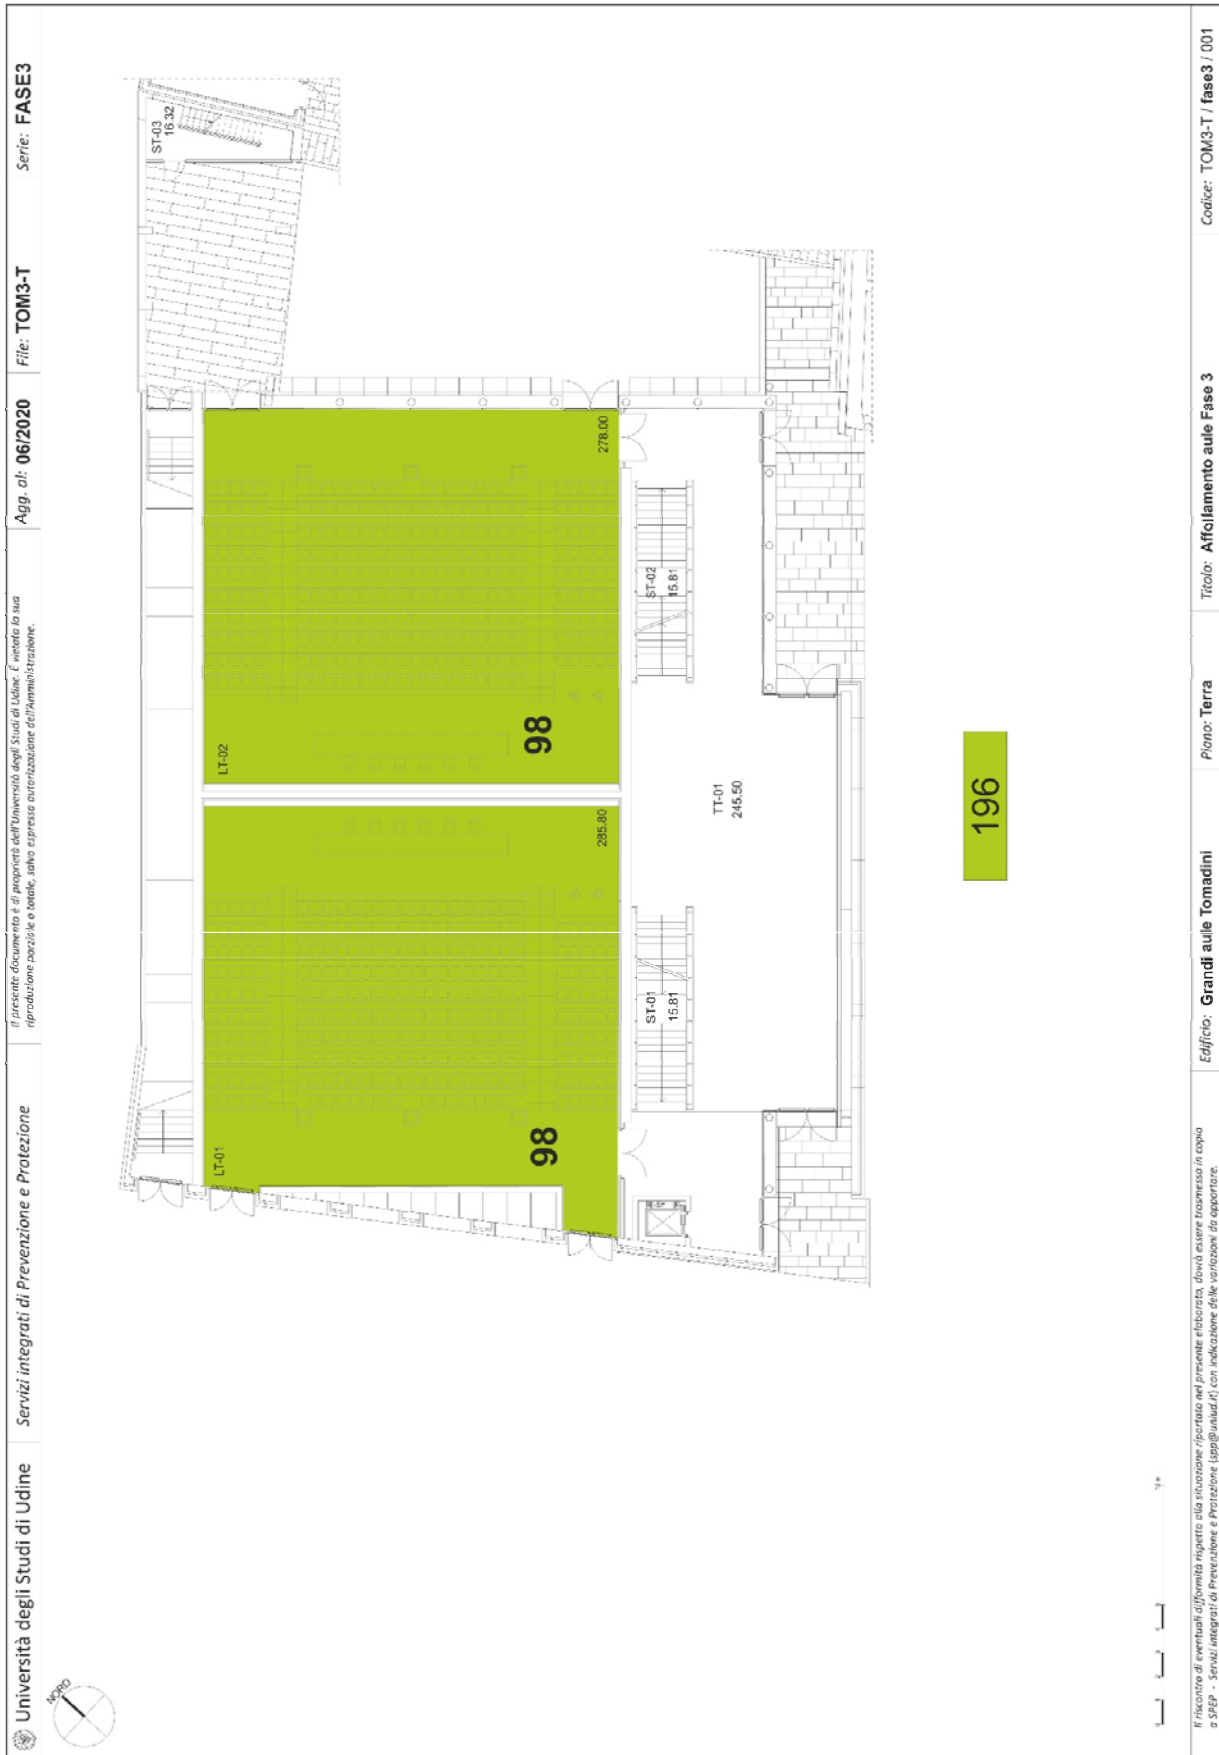 Università degli Studi di Udine
Servizi integrati di Prevenzione e Protezione
Il presente documento è di proprietà dell'Università degli Studi di Udine. È vietata la sua
riproduzione parziale o totale, salvo espressa autorizzazione dell'Amministrazione.
Agg. al: 06/2020
File: TOM3-T
Serie: FASE3
NORD
ST-03
16.32
LT-01
98
285.80
LT-02
98
278.00
ST-01
15.81
ST-02
15.81
TT-01
245.50
196
Il riscontro di eventuali difformità rispetto alla situazione riportata nel presente elaborato, dovrà essere trasmesso in copia
a SPEP - Servizi integrati di Prevenzione e Protezione (spp@uniud.it) con indicazione delle variazioni da apportare.
Edificio: Grandi aule Tomadini
Piano: Terra
Titolo: Affollamento aule Fase 3
Codice: TOM3-T / fase3 / 001